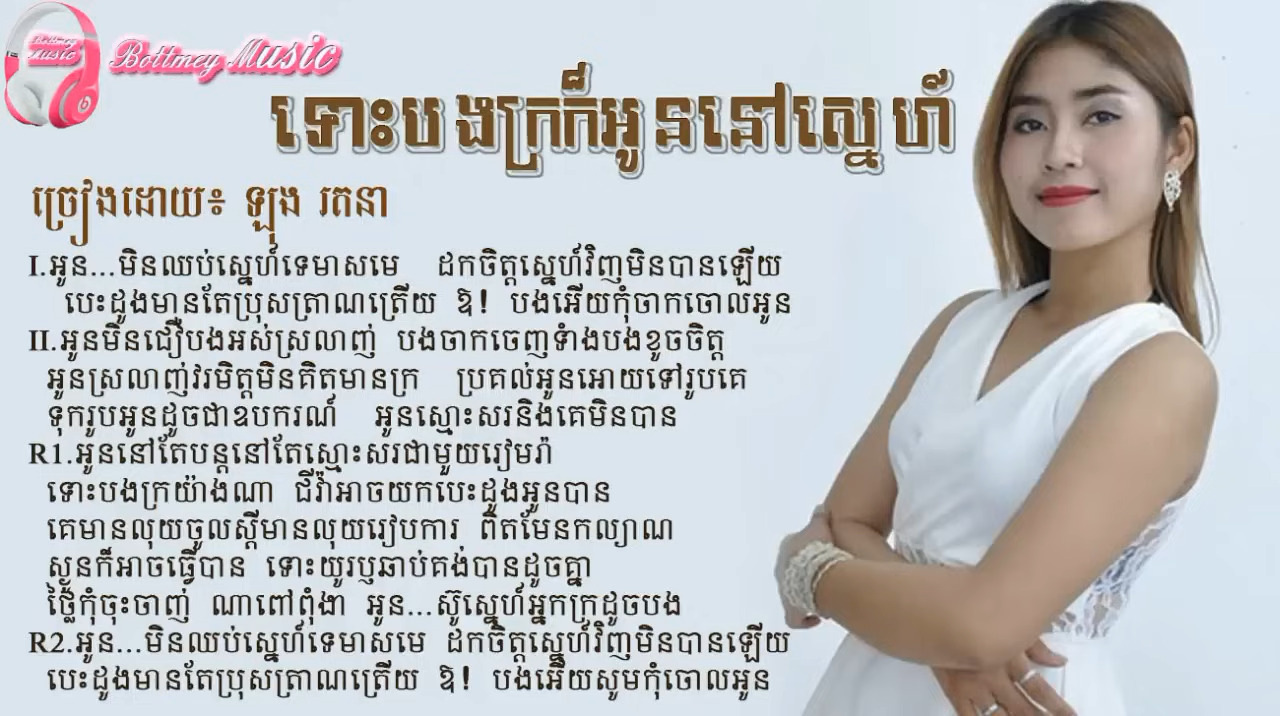 Bottmey Music
Bottmey Music
ទោះបងក្រក៏អូននៅស្នេហ៍
ច្រៀងដោយ៖ ឡុង រតនា
I.អូន...មិនឈប់ស្នេហ៍ទេមាសមេ ដកចិត្តស្នេហ៍វិញមិនបានឡើយ
បេះដូងមានតែប្រុសត្រាណត្រើយ ឱ! បងអើយកុំចាកចោលអូន
II.អូនមិនជឿបងអស់ស្រលាញ់ បងចាកចេញទំាងបងខូចចិត្ត
អូនស្រលាញ់វរមិត្តមិនគិតមានក្រ ប្រគល់អូនអោយទៅរូបគេ
ទុករូបអូនដូចជាឧបករណ៍ អូនស្មោះសរនិងគេមិនបាន
R1.អូននៅតែបន្តនៅតែស្មោះសរជាមួយរៀមរ៉ា
ទោះបងក្រយ៉ាងណា ជីវ៉ាអាចយកបេះដូងអូនបាន
គេមានលុយចូលស្តីមានលុយរៀបការ ពិតមែនកល្យាណ
ស្ងួនក៏អាចធ្វើបាន ទោះយូរឬឆាប់គង់បានដូចគ្នា
ថ្លៃកុំចុះចាញ់ ណាពៅពុំងា អូន...ស៊ូស្នេហ៍អ្នកក្រដូចបង
R2.អូន...មិនឈប់ស្នេហ៍ទេមាសមេ ដកចិត្តស្នេហ៍វិញមិនបានឡើយ
បេះដូងមានតែប្រុសត្រាណត្រើយ ឱ! បងអើយសូមកុំចោលអូន